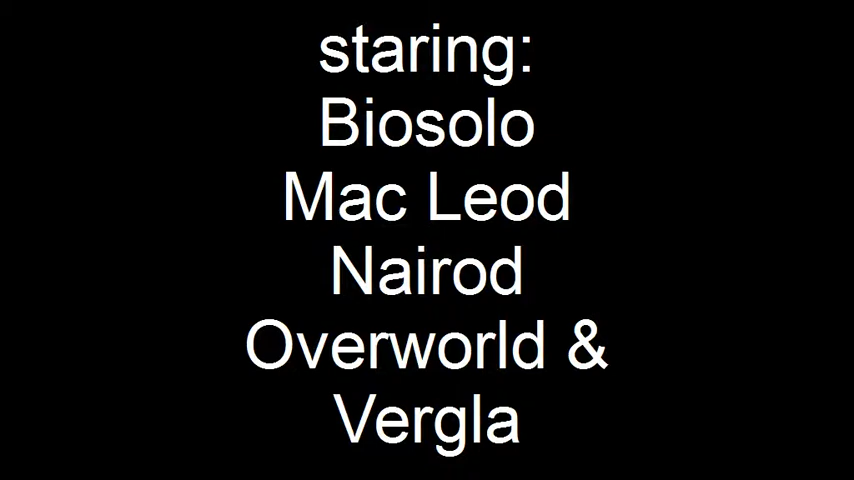 staring:
Biosolo
Mac Leod
Nairod
Overworld &
Vergla